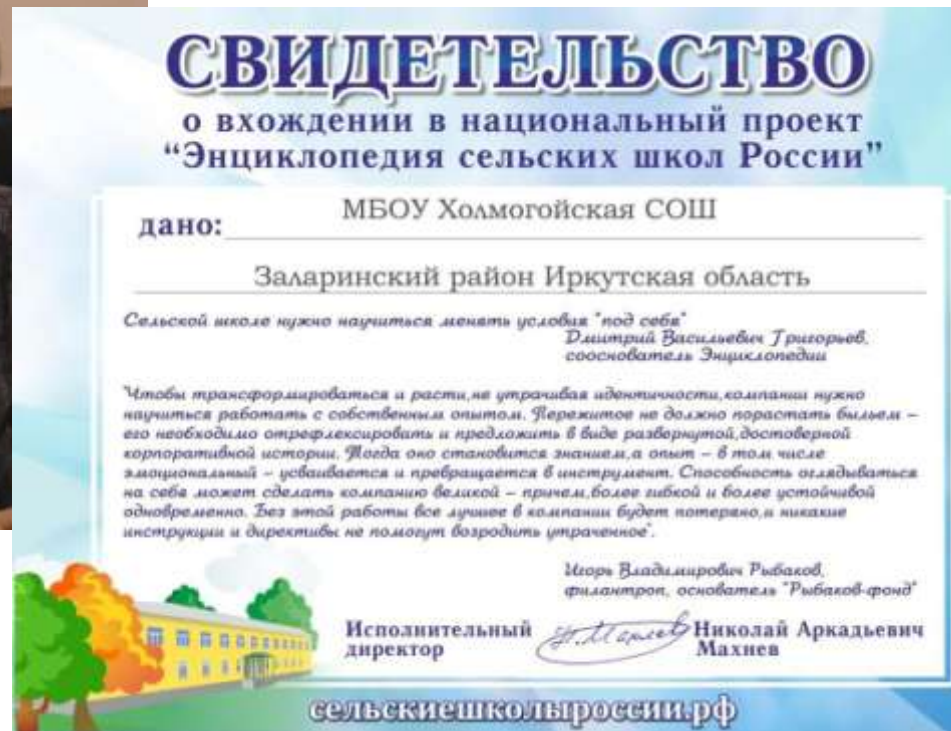 СВИДЕТЕЛЬСТВО
о вхождении в национальный проект
“Энциклопедия сельских школ России”
дано: МБОУ Холмогойская СОШ
Заларинский район Иркутская область
Сельской школе нужно научиться менять условия "под себя"
Дмитрий Васильевич Григорьев,
сооснователь Энциклопедии
"Чтобы трансформироваться и расти,не утрачивая идентичности,компании нужно
научиться работать с собственным опытом. Пережитое не должно порастать быльем –
его необходимо отрефлексировать и предложить в виде развернутой,достоверной
корпоративной истории. Тогда оно становится знанием,а опыт – в том числе
эмоциональный – усваивается и превращается в инструмент. Способность оглядываться
на себя может сделать компанию великой – причем,более гибкой и более устойчивой
одновременно. Без этой работы все лучшее в компании будет потеряно,и никакие
инструкции и директивы не помогут возродить утраченное".
Игорь Владимирович Рыбаков,
филантроп, основатель "Рыбаков-фонд"
Исполнительный директор
Николай Аркадьевич Махнев
сельскиешколыроссии.рф